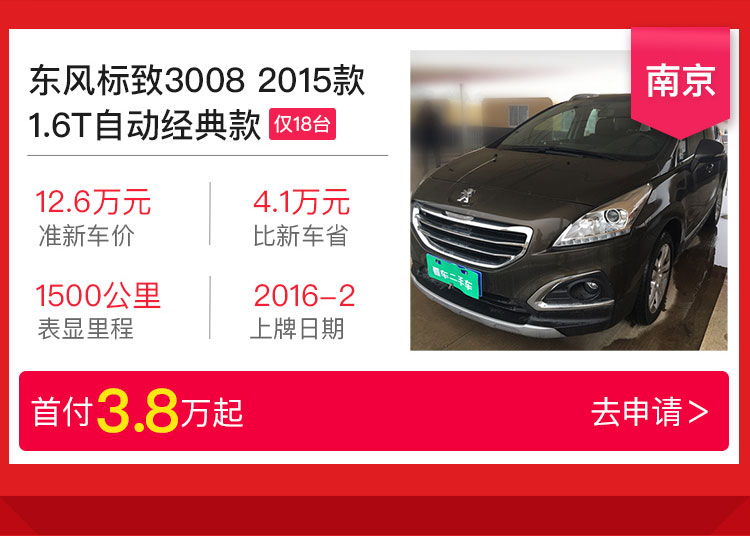 东风标致3008 2015款
1.6T自动经典款 仅18台
南京
12.6万元
准新车价
4.1万元
比新车省
1500公里
表显里程
2016-2
上牌日期
首付3.8万起
去申请>